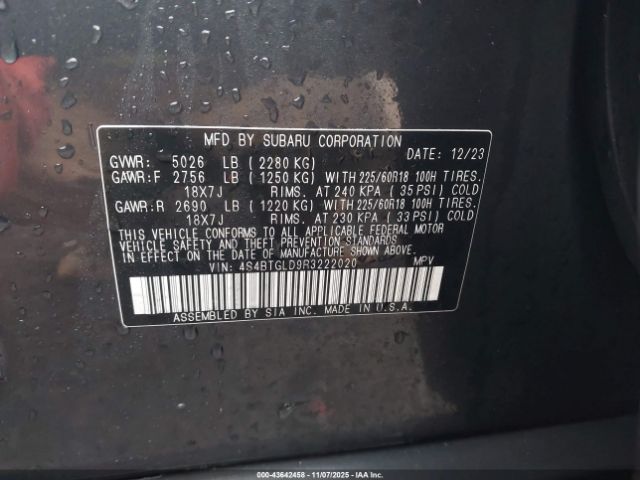 MFD BY SUBARU CORPORATION
GVWR: 5026 LB (2280 KG) DATE: 12/23
GAWR:F 2756 LB (1250 KG) WITH 225/60R18 100H TIRES.
18X7J RIMS. AT 240 KPA (35 PSI) COLD
GAWR:R 2690 LB (1220 KG) WITH 225/60R18 100H TIRES.
18X7J RIMS. AT 230 KPA (33 PSI) COLD
THIS VEHICLE CONFORMS TO ALL APPLICABLE FEDERAL MOTOR
VEHICLE SAFETY, BUMPER, AND THEFT PREVENTION STANDARDS
IN EFFECT ON THE DATE OF MANUFACTURE SHOWN ABOVE.
VIN: 4S4BTGLD9R3222020 MPV
ASSEMBLED BY SIA INC. MADE IN U.S.A.
000-43642458 - 11/07/2025 - IAAI.CA